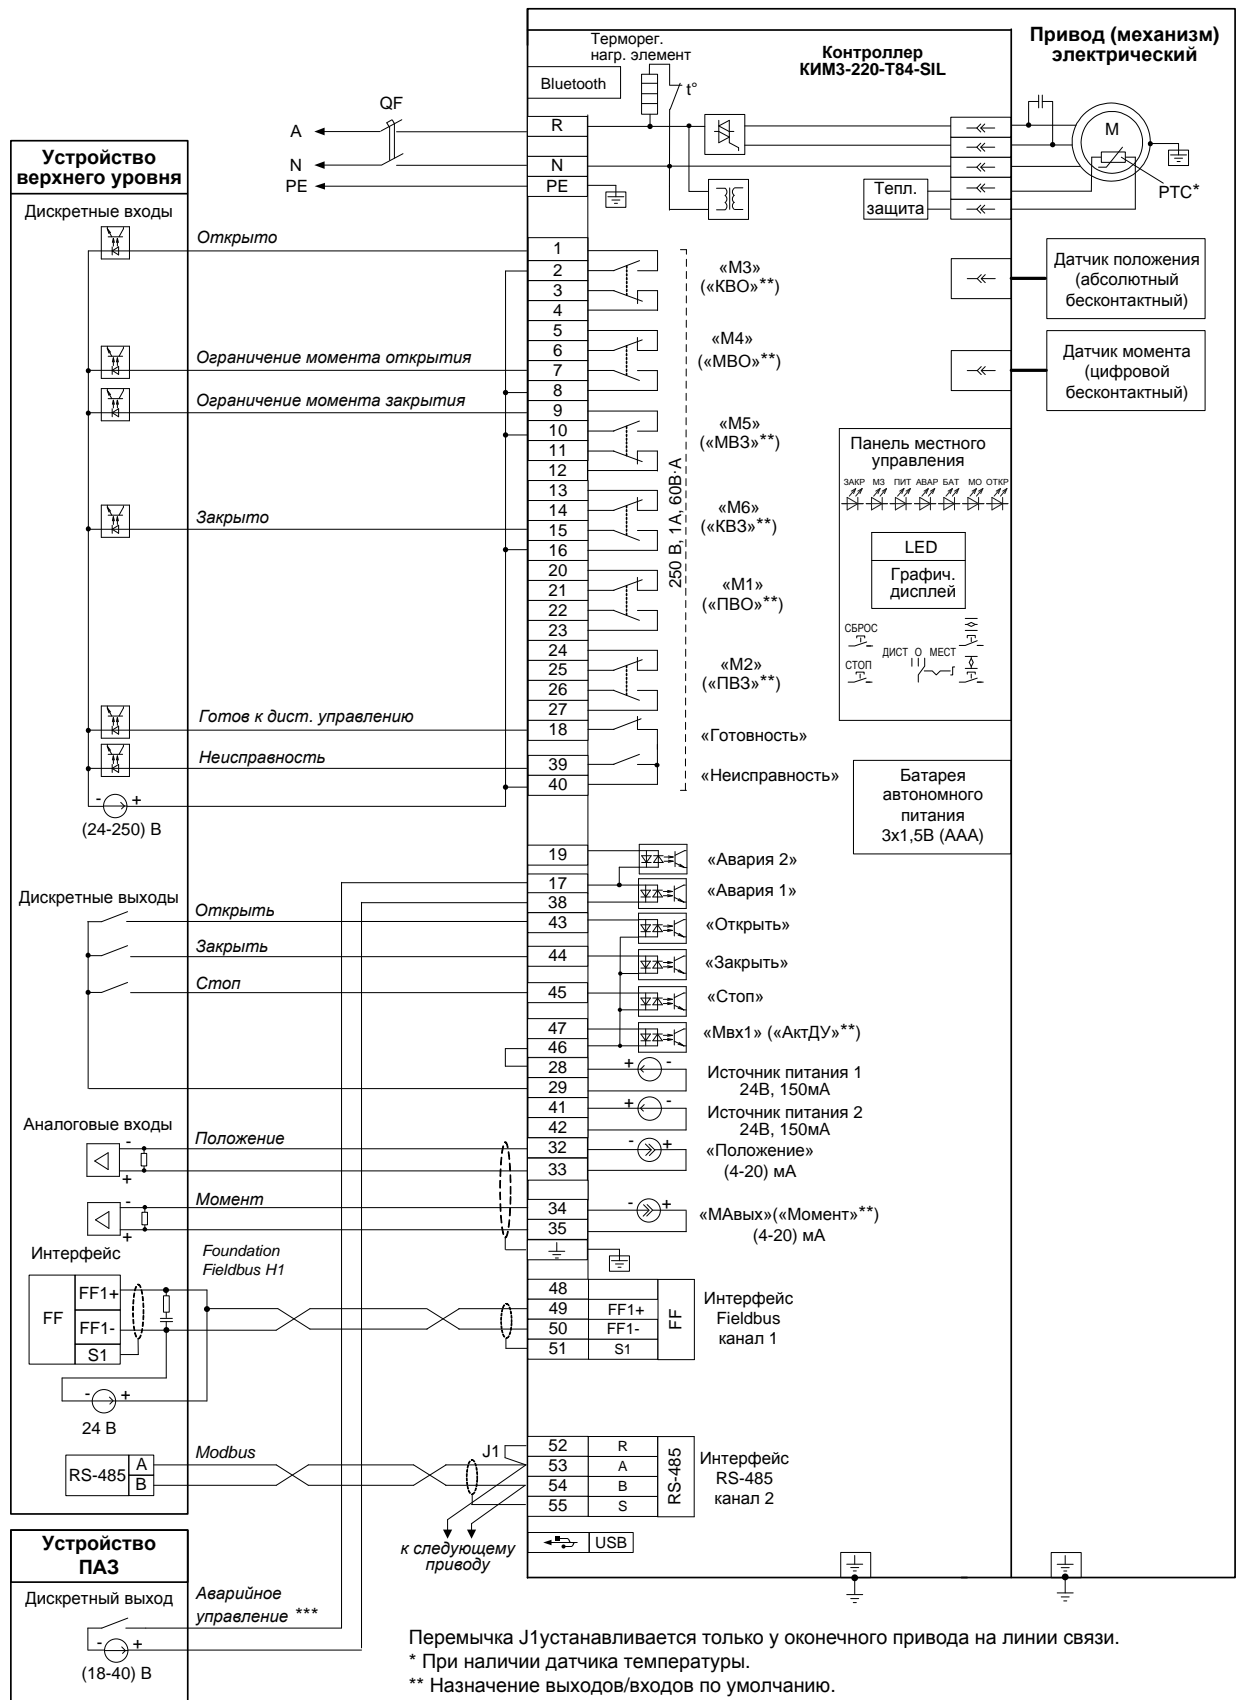 Привод (механизм)
электрический
Контроллер
КИМ3-220-Т84-SIL
Терморег.
нагр. элемент
Bluetooth
t°
QF
A
N
PE
R
N
PE
M
PTC*
Тепл.
защита
Устройство
верхнего уровня
Дискретные входы
Открыто
1
2
3
4
«М3»
(«КВО»**)
Датчик положения
(абсолютный
бесконтактный)
5
6
7
8
«М4»
(«МВО»**)
Ограничение момента открытия
Датчик момента
(цифровой
бесконтактный)
Ограничение момента закрытия
9
10
11
12
«М5»
(«МВЗ»**)
Закрыто
13
14
15
16
«М6»
(«КВЗ»**)
20
21
22
23
«М1»
(«ПВО»**)
24
25
26
27
«М2»
(«ПВЗ»**)
250 В, 1А, 60В·А
Готов к дист. управлению
18
«Готовность»
Неисправность
39
40
«Неисправность»
- +
(24-250) В
Панель местного
управления
ЗАКР МЗ ПИТ АВАР БАТ МО ОТКР
LED
Графич.
дисплей
СБРОС
СТОП
ДИСТ О МЕСТ
Батарея
автономного
питания
3х1,5В (ААА)
19
«Авария 2»
17
38
«Авария 1»
Дискретные выходы
Открыть
43
«Открыть»
Закрыть
44
«Закрыть»
Стоп
45
«Стоп»
47
46
«Мвх1» («АктДУ»**)
28
29
+ -
Источник питания 1
24В, 150мА
41
42
+ -
Источник питания 2
24В, 150мА
Аналоговые входы
- +
Положение
32
33
- +
«Положение»
(4-20) мА
- +
Момент
34
35
- +
«МАвых»(«Момент»**)
(4-20) мА
Интерфейс
Foundation
Fieldbus H1
FF
FF1+
FF1-
S1
- +
24 В
48
49 FF1+
50 FF1-
51 S1
FF
Интерфейс
Fieldbus
канал 1
RS-485
A
B
Modbus
J1
52 R
53 A
54 B
55 S
RS-485
Интерфейс
RS-485
канал 2
USB
к следующему
приводу
Устройство
ПАЗ
Дискретный выход
Аварийное
управление ***
- +
(18-40) В
Перемычка J1устанавливается только у оконечного привода на линии связи.
* При наличии датчика температуры.
** Назначение выходов/входов по умолчанию.